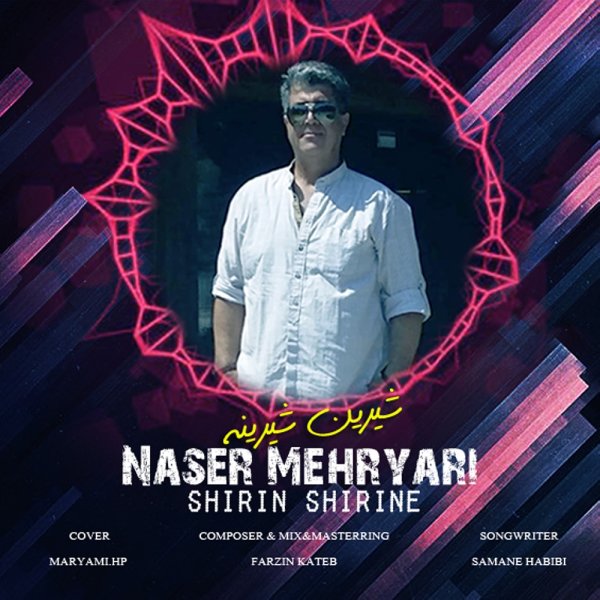 شیرین شیرینه
NASER MEHRYARI
SHIRIN SHIRINE
COVER
MARYAMI.HP
COMPOSER & MIX&MASTERRING
FARZIN KATEB
SONGWRITER
SAMANE HABIBI